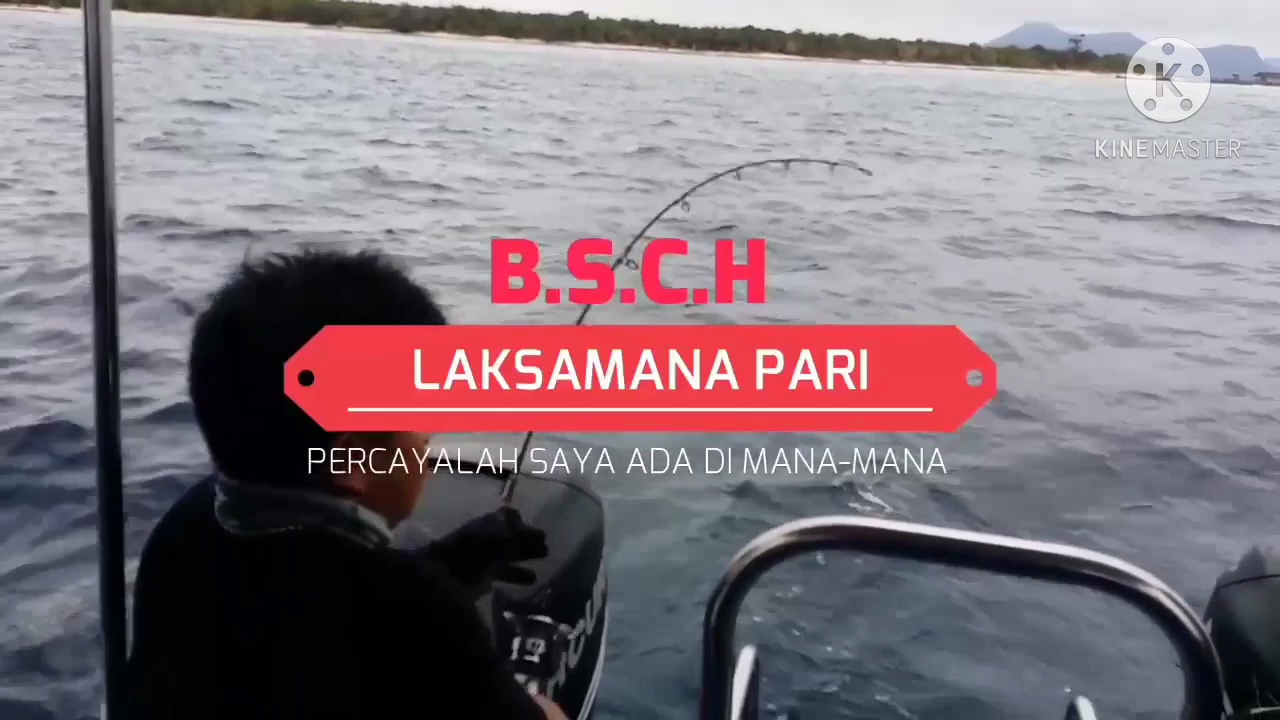 K
KINEMASTER
B.S.C.H
LAKSAMANA PARI
PERCAYALAH SAYA ADA DI MANA-MANA